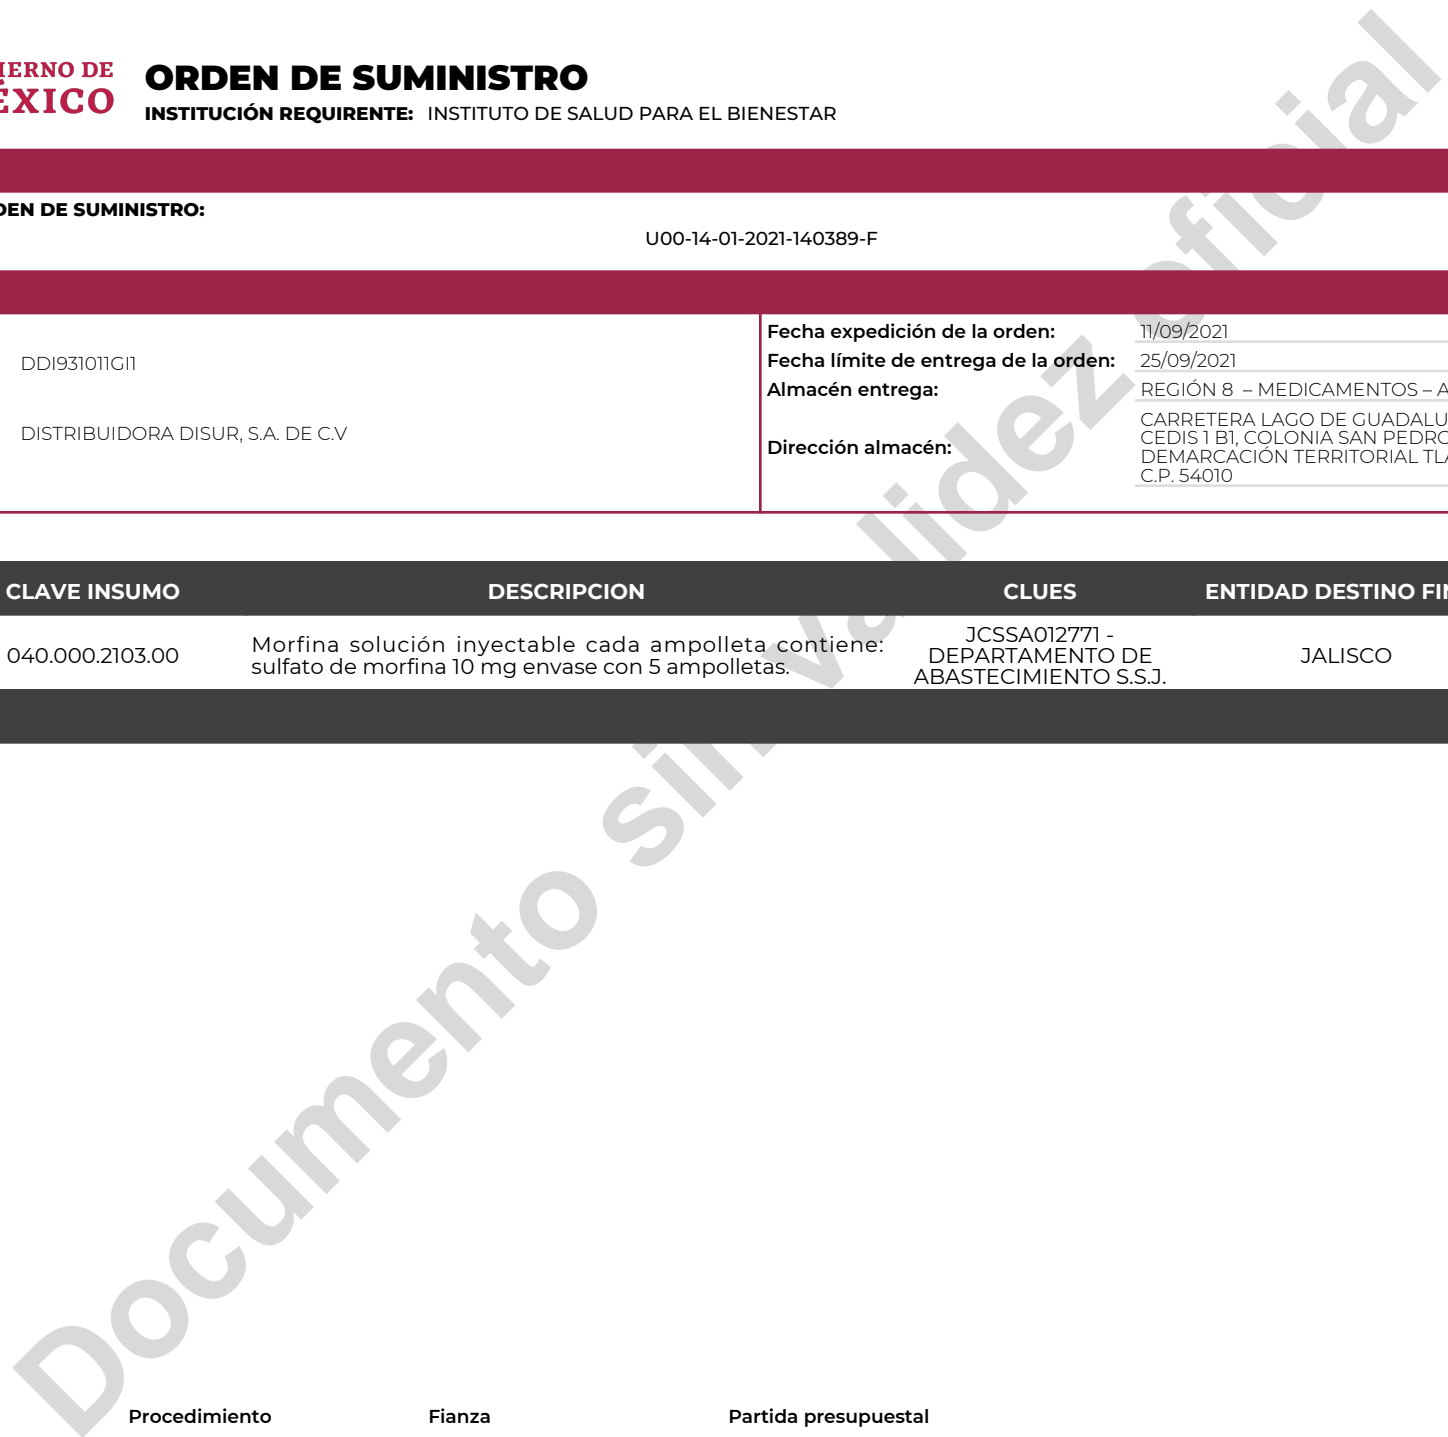 IERNO DE
ÉXICO
ORDEN DE SUMINISTRO
INSTITUCIÓN REQUIRENTE: INSTITUTO DE SALUD PARA EL BIENESTAR
DEN DE SUMINISTRO:
U00-14-01-2021-140389-F
DDI931011GI1
DISTRIBUIDORA DISUR, S.A. DE C.V
Fecha expedición de la orden: 11/09/2021
Fecha límite de entrega de la orden: 25/09/2021
Almacén entrega: REGIÓN 8 – MEDICAMENTOS – A
Dirección almacén:
CARRETERA LAGO DE GUADALU
CEDIS 1 B1, COLONIA SAN PEDRO
DEMARCACIÓN TERRITORIAL TLA
C.P. 54010
CLAVE INSUMO DESCRIPCION CLUES ENTIDAD DESTINO FIN
040.000.2103.00
Morfina solución inyectable cada ampolleta contiene:
sulfato de morfina 10 mg envase con 5 ampolletas.
JCSSA012771 -
DEPARTAMENTO DE
ABASTECIMIENTO S.S.J.
JALISCO
Documento sin validez oficial
Procedimiento Fianza Partida presupuestal